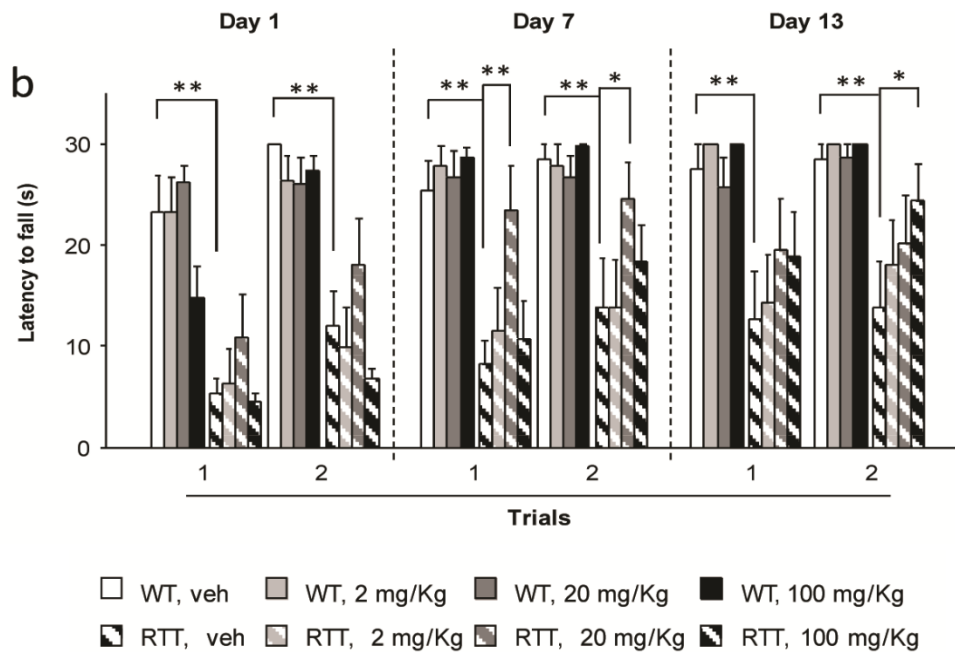 Day 1 Day 7 Day 13
b
** ** ** ** ** * ** ** *
Latency to fall (s)
30
20
10
0
1 2 1 2 1 2
Trials
WT, veh WT, 2 mg/Kg WT, 20 mg/Kg WT, 100 mg/Kg
RTT, veh RTT, 2 mg/Kg RTT, 20 mg/Kg RTT, 100 mg/Kg